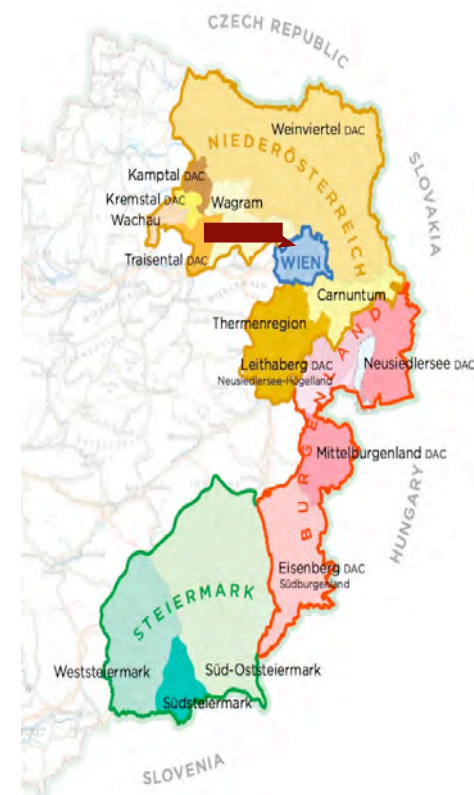 CZECH REPUBLIC
Weinviertel DAC
NIEDERÖSTERREICH
SLOVAKIA
Kamptal DAC
Kremstal DAC
Wagram
Wachau
Traisental DAC
WIEN
Carnuntum
Thermenregion
Leithaberg DAC
Neusiedlersee-Hügelland
Neusiedlersee DAC
BURGENLAND
Mittelburgenland DAC
HUNGARY
Eisenberg DAC
Südburgenland
STEIERMARK
Weststeiermark
Süd-Oststeiermark
Südsteiermark
SLOVENIA